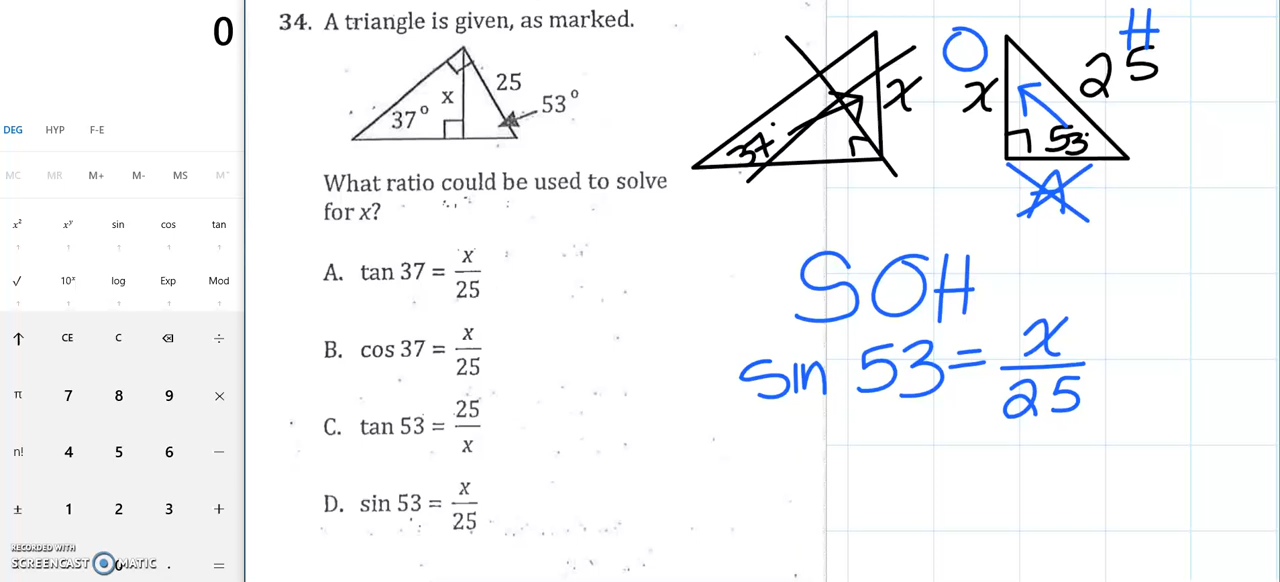 0
DEG HYP F-E
MC MR M+ M- MS M˅
x² xʸ sin cos tan
√ 10ˣ log Exp Mod
↑ CE C ⌫ ÷
π 7 8 9 ×
n! 4 5 6 −
± 1 2 3 +
. =
RECORDED WITH
SCREENCAST MATIC
34. A triangle is given, as marked.
25
x
53°
37°
What ratio could be used to solve
for x?
A. tan 37 = x/25
B. cos 37 = x/25
C. tan 53 = 25/x
D. sin 53 = x/25
37°
x
O
H
x
25
53°
A
SOH
sin 53 = x/25